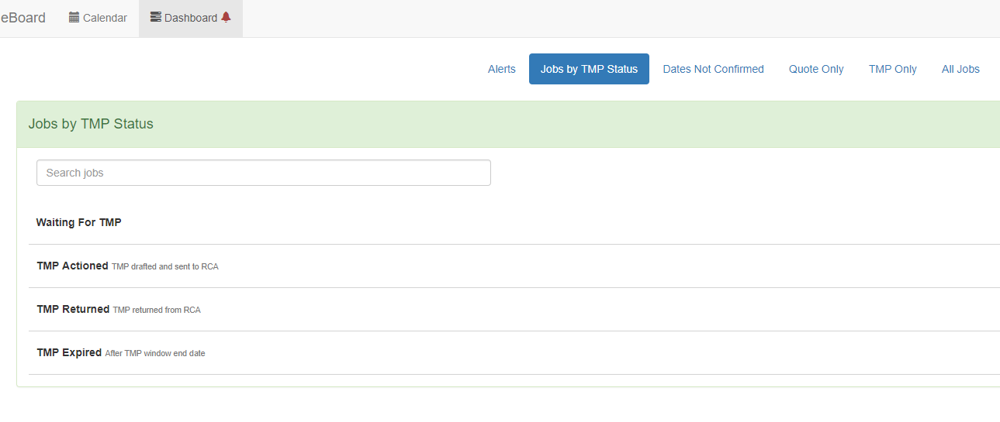 eBoard Calendar Dashboard
Alerts Jobs by TMP Status Dates Not Confirmed Quote Only TMP Only All Jobs
Jobs by TMP Status
Search jobs
Waiting For TMP
TMP Actioned TMP drafted and sent to RCA
TMP Returned TMP returned from RCA
TMP Expired After TMP window end date